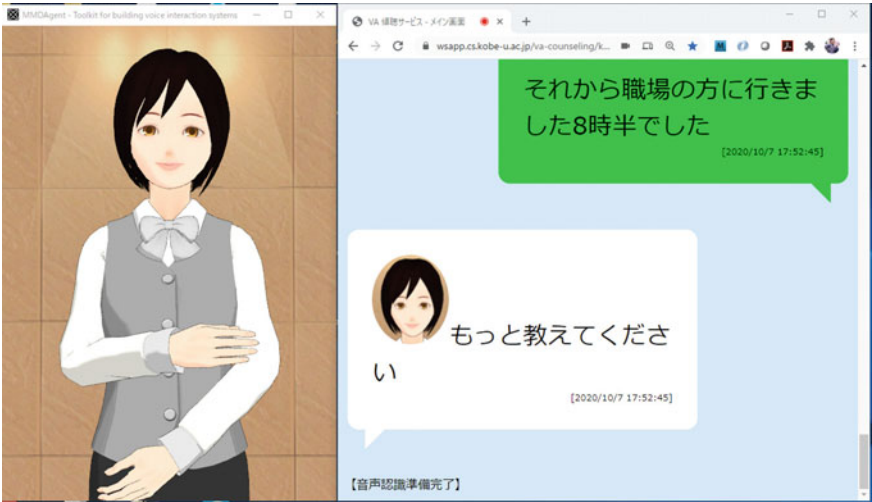 MMDAgent - Toolkit for building voice interaction systems
VA 傾聴サービス - メイン画面
wsapp.cs.kobe-u.ac.jp/va-counseling/k...
それから職場の方に行きま
した8時半でした
[2020/10/7 17:52:45]
もっと教えてくださ
い
[2020/10/7 17:52:45]
【音声認識準備完了】